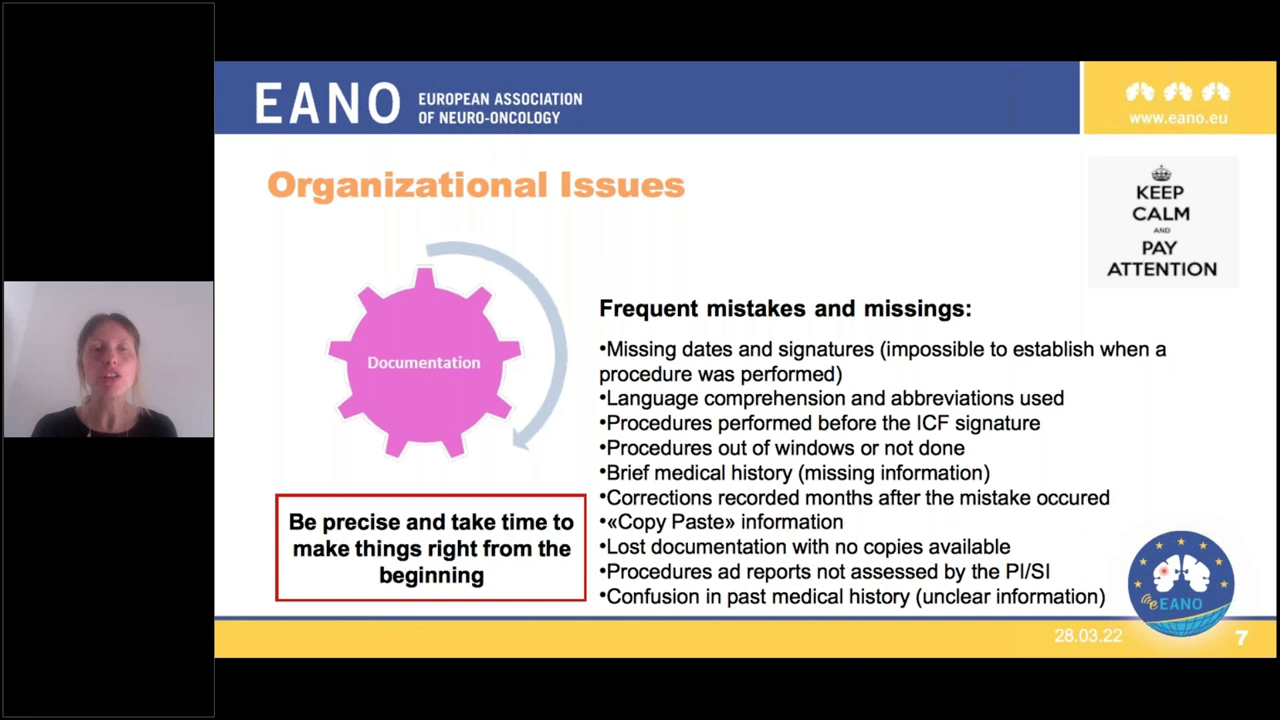 EANO
EUROPEAN ASSOCIATION
OF NEURO-ONCOLOGY
www.eano.eu
Organizational Issues
KEEP
CALM
AND
PAY
ATTENTION
Documentation
Frequent mistakes and missings:
•Missing dates and signatures (impossible to establish when a
procedure was performed)
•Language comprehension and abbreviations used
•Procedures performed before the ICF signature
•Procedures out of windows or not done
•Brief medical history (missing information)
•Corrections recorded months after the mistake occured
•«Copy Paste» information
•Lost documentation with no copies available
•Procedures ad reports not assessed by the PI/SI
•Confusion in past medical history (unclear information)
Be precise and take time to
make things right from the
beginning
eEANO
28.03.22
7